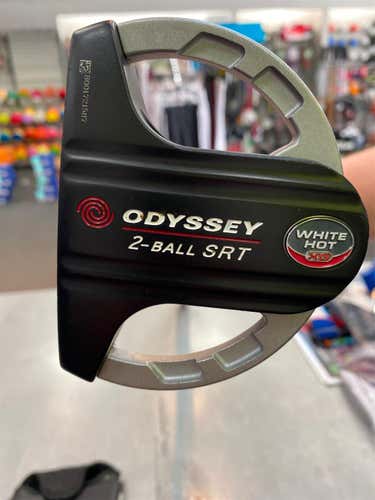 ODYSSEY
2-BALL SRT
WHITE
HOT
XG